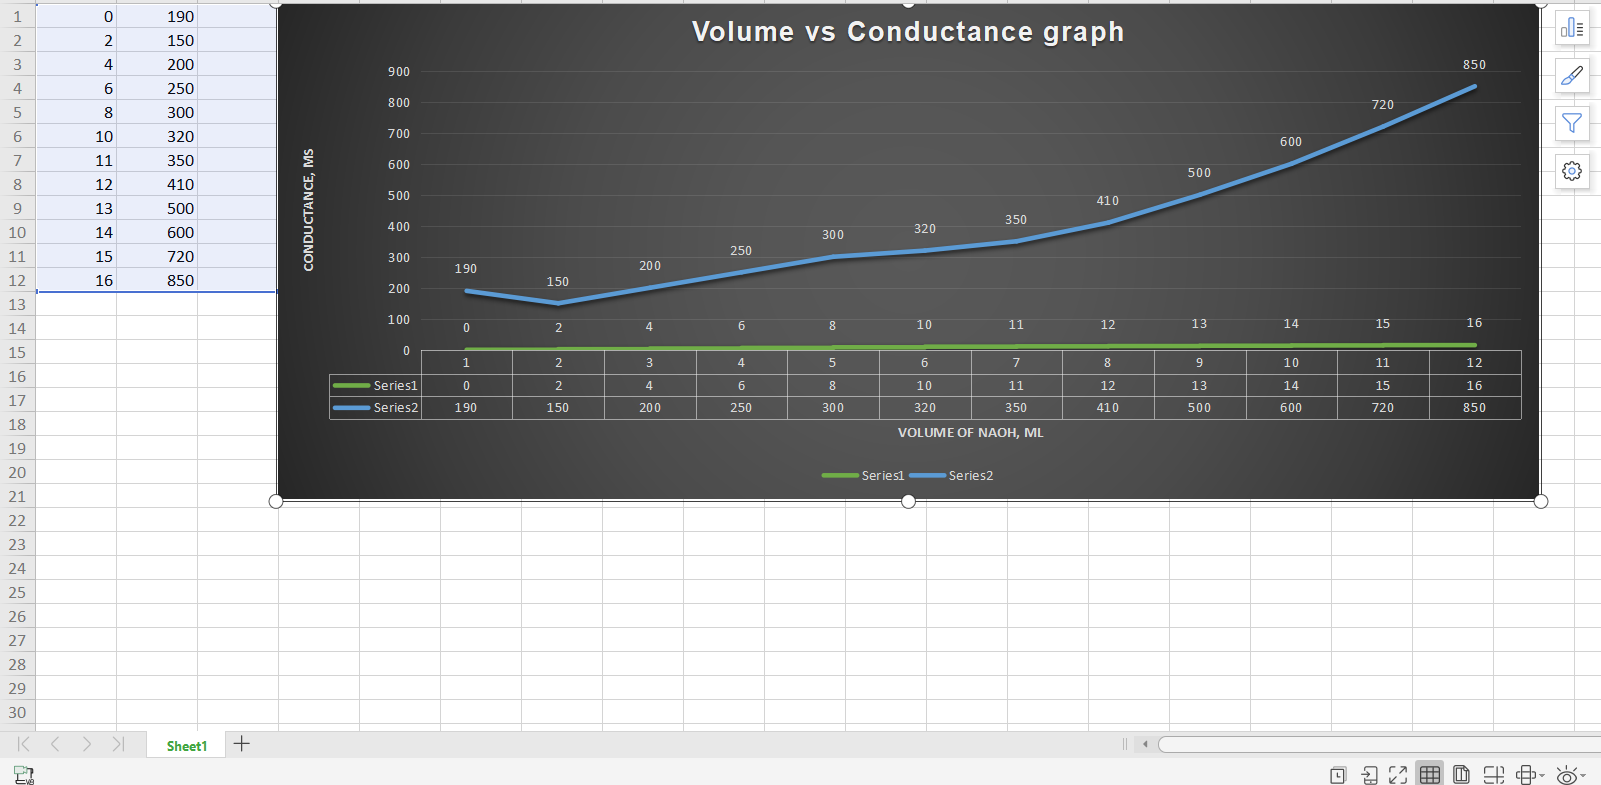 Volume vs Conductance graph
1 0 190
2 2 150
3 4 200
4 6 250
5 8 300
6 10 320
7 11 350
8 12 410
9 13 500
10 14 600
11 15 720
12 16 850
13
14
15
16
17
18
19
20
21
22
23
24
25
26
27
28
29
30
CONDUCTANCE, MS
900
800
700
600
500
400
300
200
100
0
190 150 200 250 300 320 350 410 500 600 720 850
0 2 4 6 8 10 11 12 13 14 15 16
1 2 3 4 5 6 7 8 9 10 11 12
Series1 0 2 4 6 8 10 11 12 13 14 15 16
Series2 190 150 200 250 300 320 350 410 500 600 720 850
VOLUME OF NAOH, ML
Series1 Series2
Sheet1